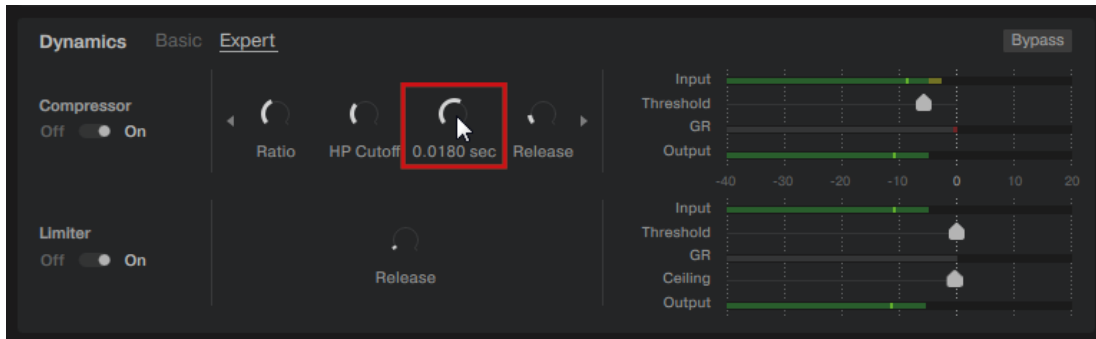 Dynamics Basic Expert Bypass
Compressor
Off On
Ratio HP Cutoff 0.0180 sec Release
Input
Threshold
GR
Output
-40 -30 -20 -10 0 10 20
Limiter
Off On
Release
Input
Threshold
GR
Ceiling
Output